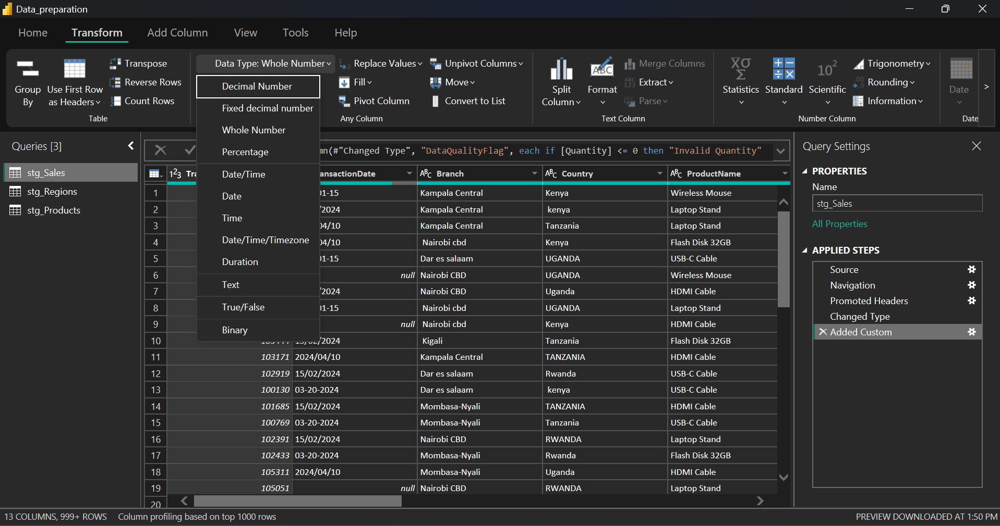 Data_preparation
Home Transform Add Column View Tools Help
Group By
Use First Row as Headers
Transpose
Reverse Rows
Count Rows
Table
Data Type: Whole Number
Decimal Number
Fixed decimal number
Whole Number
Percentage
Date/Time
Date
Time
Date/Time/Timezone
Duration
Text
True/False
Binary
Replace Values
Fill
Pivot Column
Unpivot Columns
Move
Convert to List
Any Column
Split Column
Format
Merge Columns
Extract
Parse
Text Column
Statistics
Standard
Scientific
Trigonometry
Rounding
Information
Number Column
Date
Date
Queries [3]
stg_Sales
stg_Regions
stg_Products
mn(#"Changed Type", "DataQualityFlag", each if [Quantity] <= 0 then "Invalid Quantity"
Tra ansactionDate Branch Country ProductName
1 01-15 Kampala Central Kenya Wireless Mouse
2 /2024 Kampala Central kenya Laptop Stand
3 04/10 Kampala Central Tanzania Laptop Stand
4 04/10 Nairobi cbd Kenya Flash Disk 32GB
5 01-15 Dar es salaam UGANDA USB-C Cable
6 null Nairobi CBD UGANDA Wireless Mouse
7 /2024 Nairobi CBD Uganda HDMI Cable
8 01-15 Nairobi cbd UGANDA Laptop Stand
9 null Nairobi cbd Kenya HDMI Cable
10 /2024 Kigali Tanzania Flash Disk 32GB
11 103171 2024/04/10 Kampala Central TANZANIA HDMI Cable
12 102919 15/02/2024 Dar es salaam Rwanda USB-C Cable
13 100130 03-20-2024 Dar es salaam kenya USB-C Cable
14 101685 15/02/2024 Mombasa-Nyali TANZANIA HDMI Cable
15 100769 03-20-2024 Mombasa-Nyali Tanzania USB-C Cable
16 102391 15/02/2024 Nairobi CBD RWANDA Laptop Stand
17 102433 03-20-2024 Mombasa-Nyali Rwanda Flash Disk 32GB
18 105311 2024/04/10 Mombasa-Nyali Uganda HDMI Cable
19 105051 null Nairobi CBD RWANDA Laptop Stand
20
Query Settings
PROPERTIES
Name
stg_Sales
All Properties
APPLIED STEPS
Source
Navigation
Promoted Headers
Changed Type
Added Custom
13 COLUMNS, 999+ ROWS Column profiling based on top 1000 rows
PREVIEW DOWNLOADED AT 1:50 PM